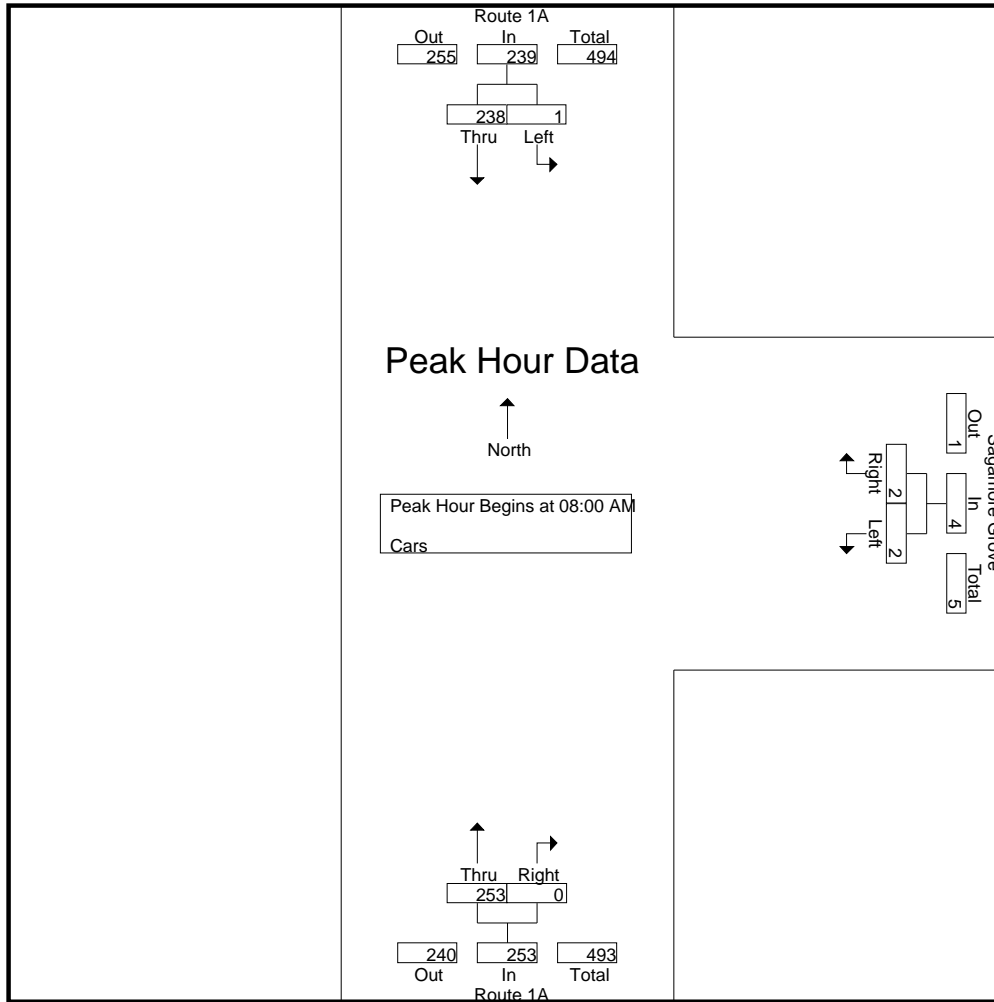 Route 1A
Out In Total
255 239 494
238 1
Thru Left
Peak Hour Data
North
Peak Hour Begins at 08:00 AM
Cars
Right Left
2 2
Out In Total
1 4 5
Sagamore Grove
Thru Right
253 0
240 253 493
Out In Total
Route 1A